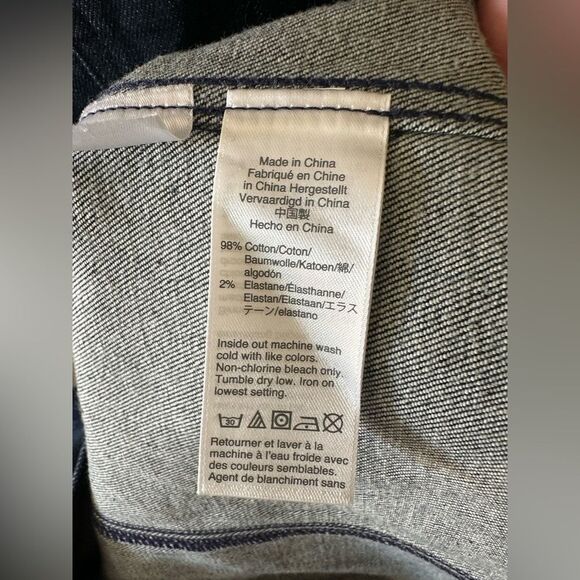 Made in China
Fabriqué en Chine
in China Hergestellt
Vervaardigd in China
中国製
Hecho en China
98% Cotton/Coton/
Baumwolle/Katoen/綿/
algodón
2% Elastane/Élasthanne/
Elastan/Elastaan/エラス
テーン/elastano
Inside out machine wash
cold with like colors.
Non-chlorine bleach only.
Tumble dry low. Iron on
lowest setting.
30
Retourner et laver à la
machine à l'eau froide avec
des couleurs semblables.
Agent de blanchiment sans